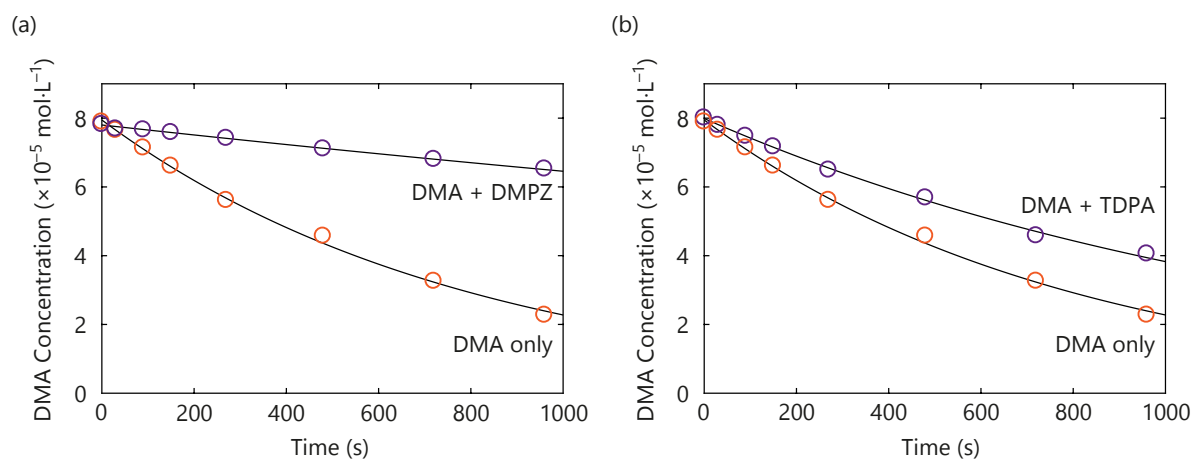 (a)
DMA Concentration (×10⁻⁵ mol·L⁻¹)
8
6
4
2
0
DMA + DMPZ
DMA only
0 200 400 600 800 1000
Time (s)
(b)
DMA Concentration (×10⁻⁵ mol·L⁻¹)
8
6
4
2
0
DMA + TDPA
DMA only
0 200 400 600 800 1000
Time (s)